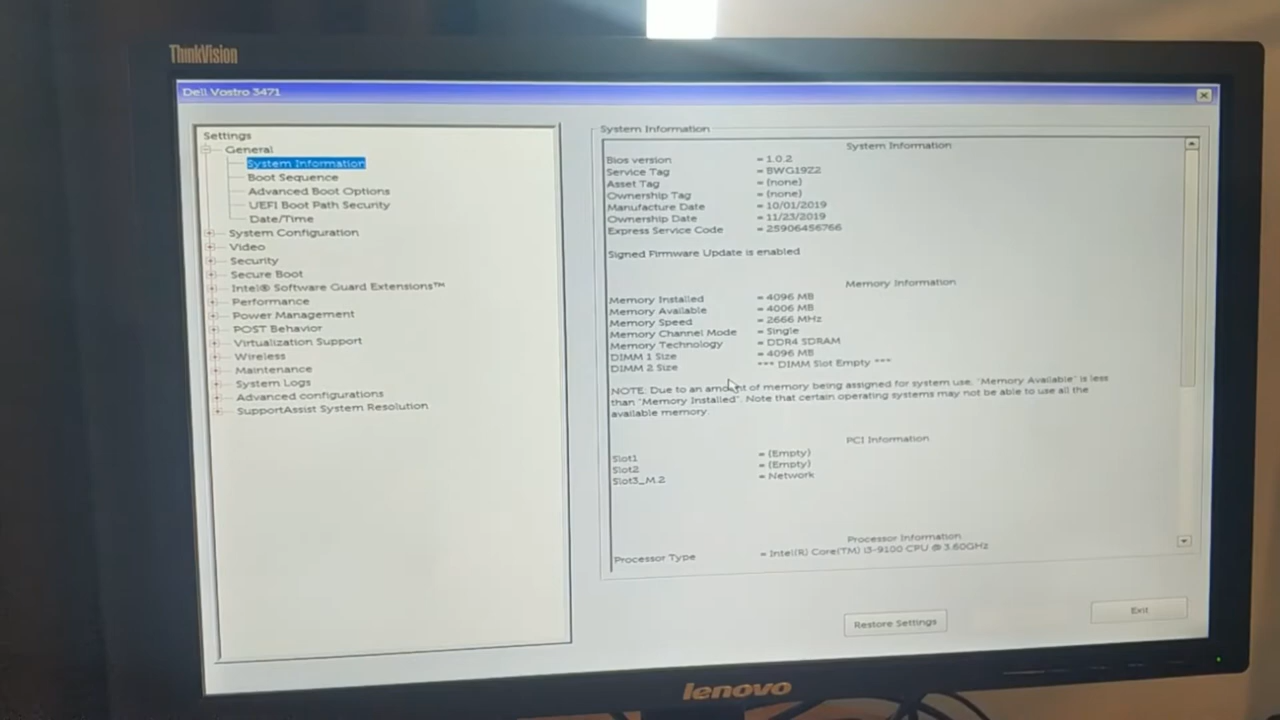 ThinkVision
Dell Vostro 3471
Settings
General
System Information
Boot Sequence
Advanced Boot Options
UEFI Boot Path Security
Date/Time
System Configuration
Video
Security
Secure Boot
Intel® Software Guard Extensions™
Performance
Power Management
POST Behavior
Virtualization Support
Wireless
Maintenance
System Logs
Advanced configurations
SupportAssist System Resolution
System Information
System Information
Bios version = 1.0.2
Service Tag = BWG19Z2
Asset Tag = (none)
Ownership Tag = (none)
Manufacture Date = 10/01/2019
Ownership Date = 11/23/2019
Express Service Code = 25906456766
Signed Firmware Update is enabled
Memory Information
Memory Installed = 4096 MB
Memory Available = 4006 MB
Memory Speed = 2666 MHz
Memory Channel Mode = Single
Memory Technology = DDR4 SDRAM
DIMM 1 Size = 4096 MB
DIMM 2 Size *** DIMM Slot Empty ***
NOTE. Due to an amount of memory being assigned for system use, "Memory Available" is less
than "Memory Installed". Note that certain operating systems may not be able to use all the
available memory.
PCI Information
Slot1 = (Empty)
Slot2 = (Empty)
Slot3_M.2 = Network
Processor Information
Processor Type = Intel(R) Core(TM) i3-9100 CPU @ 3.60GHz
Restore Settings
Exit
lenovo